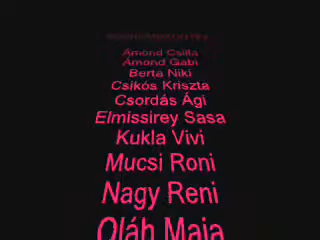 Ámond Csilla
Ámond Gabi
Berta Niki
Csikós Kriszta
Csordás Ági
Elmissirey Sasa
Kukla Vivi
Mucsi Roni
Nagy Reni
Oláh Maja